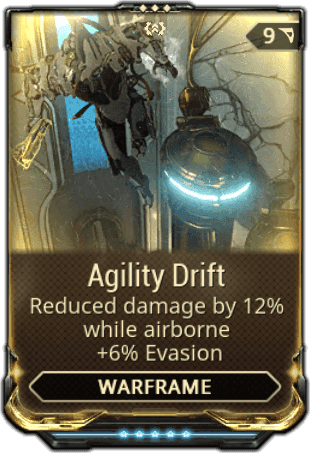 9
Agility Drift
Reduced damage by 12%
while airborne
+6% Evasion
WARFRAME